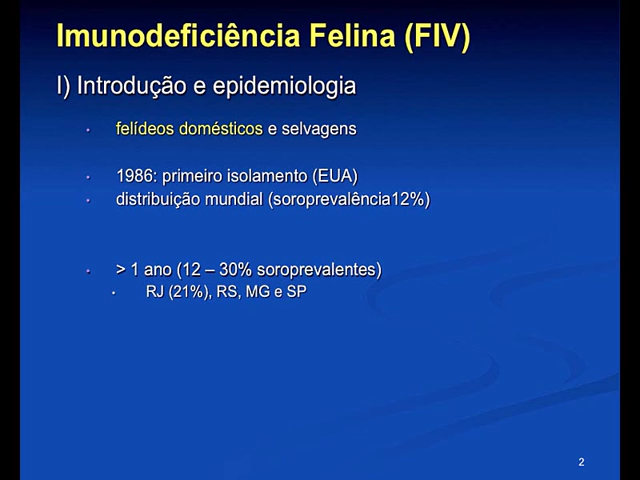 Imunodeficiência Felina (FIV)
I) Introdução e epidemiologia
felídeos domésticos e selvagens
1986: primeiro isolamento (EUA)
distribuição mundial (soroprevalência12%)
> 1 ano (12 – 30% soroprevalentes)
RJ (21%), RS, MG e SP
2